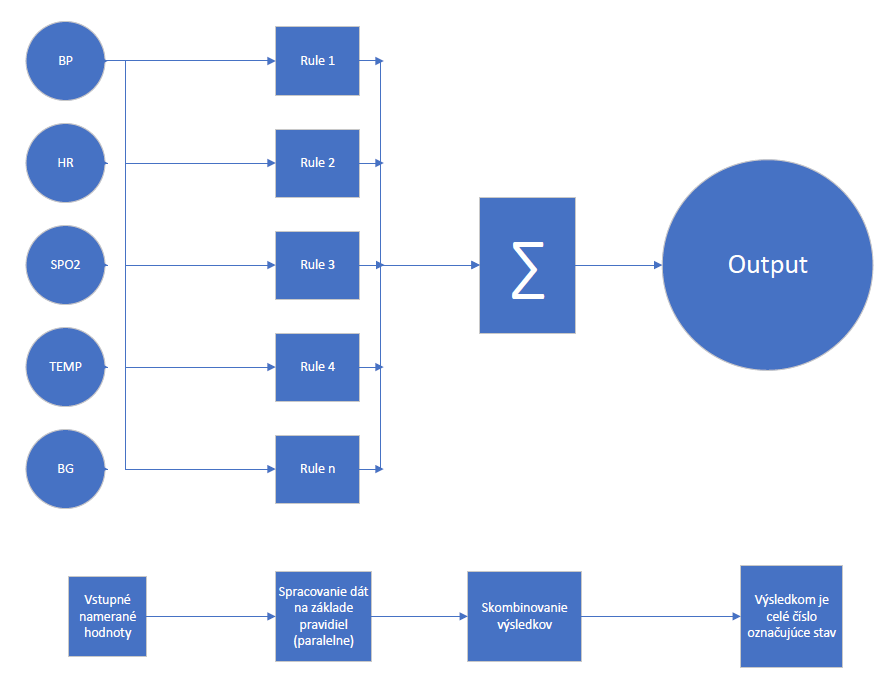 BP
Rule 1
HR
Rule 2
SPO2
Rule 3
∑
Output
TEMP
Rule 4
BG
Rule n
Vstupné
namerané
hodnoty
Spracovanie dát
na základe
pravidiel
(paralelne)
Skombinovanie
výsledkov
Výsledkom je
celé číslo
označujúce stav